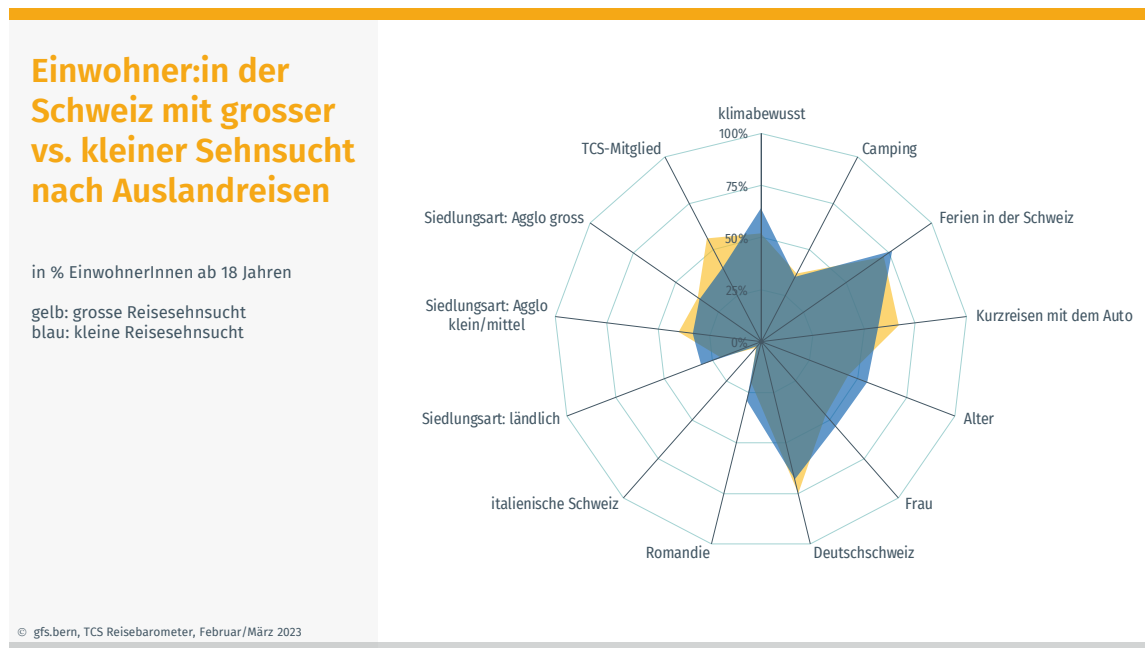 Einwohner:in der
Schweiz mit grosser
vs. kleiner Sehnsucht
nach Auslandreisen
in % EinwohnerInnen ab 18 Jahren
gelb: grosse Reisesehnsucht
blau: kleine Reisesehnsucht
klimabewusst
100%
TCS-Mitglied
Camping
75%
Siedlungsart: Agglo gross
Ferien in der Schweiz
50%
25%
Siedlungsart: Agglo
klein/mittel
Kurzreisen mit dem Auto
0%
Siedlungsart: ländlich
Alter
italienische Schweiz
Frau
Romandie
Deutschschweiz
© gfs.bern, TCS Reisebarometer, Februar/März 2023